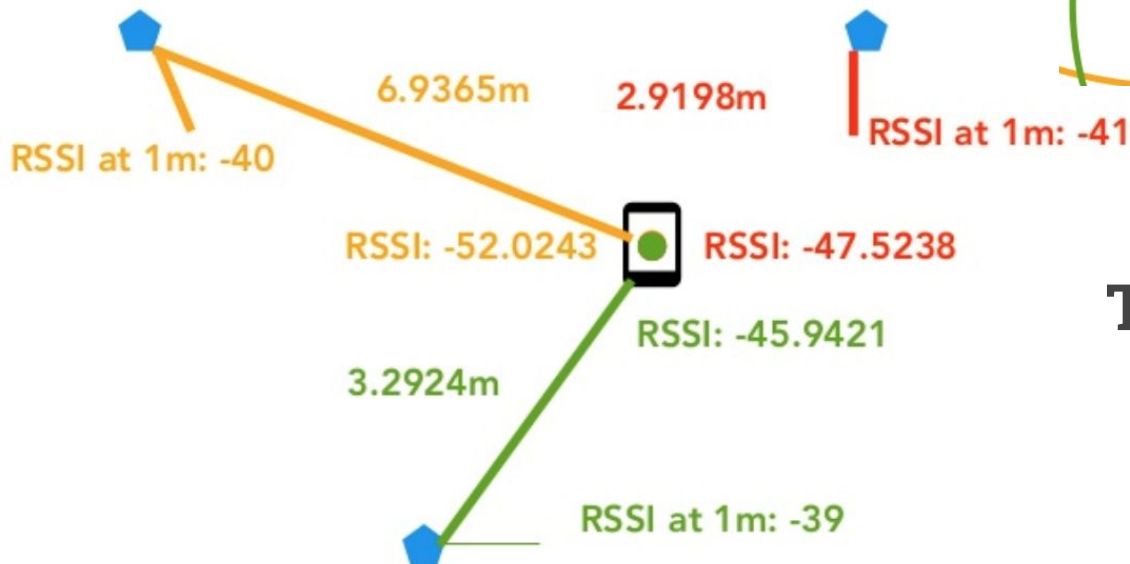 6.9365m
2.9198m
RSSI at 1m: -41
RSSI at 1m: -40
RSSI: -52.0243
RSSI: -47.5238
RSSI: -45.9421
3.2924m
RSSI at 1m: -39